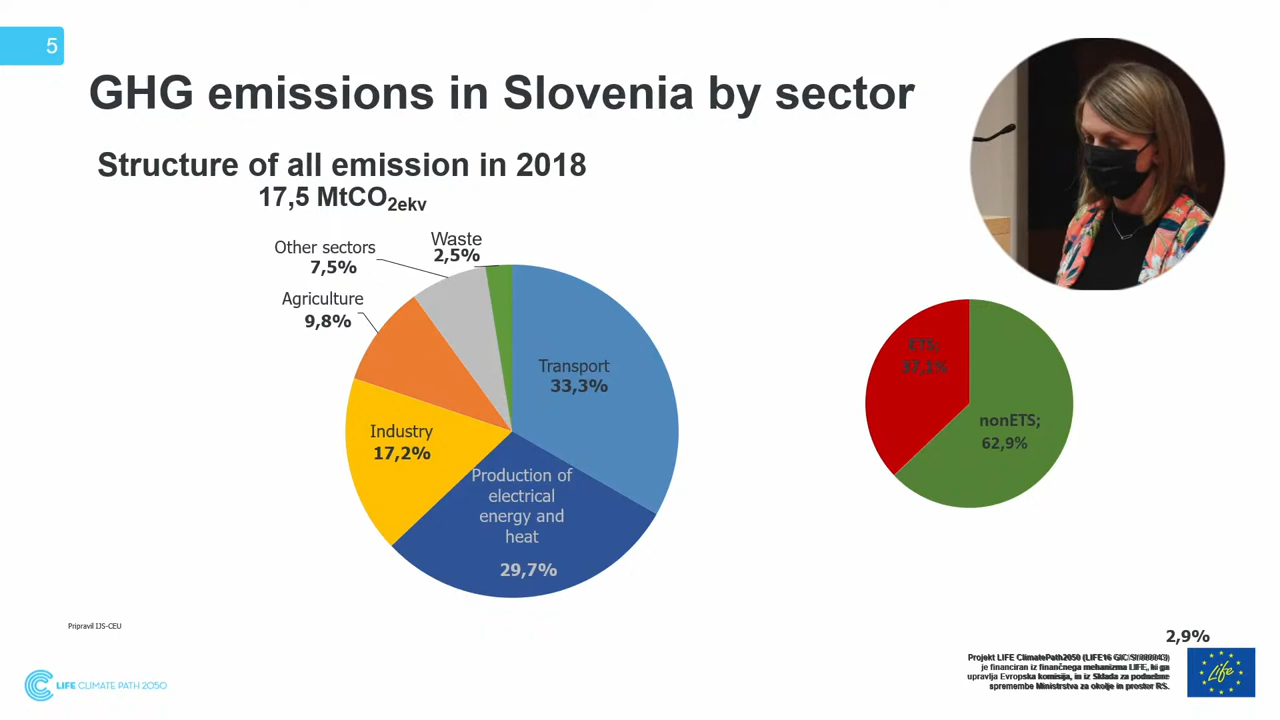 5
GHG emissions in Slovenia by sector
Structure of all emission in 2018
17,5 MtCO2ekv
Other sectors
7,5%
Waste
2,5%
Agriculture
9,8%
Transport
33,3%
Industry
17,2%
Production of
electrical
energy and
heat
29,7%
ETS;
37,1%
nonETS;
62,9%
Pripravil IJS-CEU
2,9%
Projekt LIFE ClimatePath2050 (LIFE16 GIC/SI/000043)
je financiran iz finančnega mehanizma LIFE, ki ga
upravlja Evropska komisija, in iz Sklada za podnebne
spremembe Ministrstva za okolje in prostor RS.
LIFE CLIMATE PATH 2050
Life